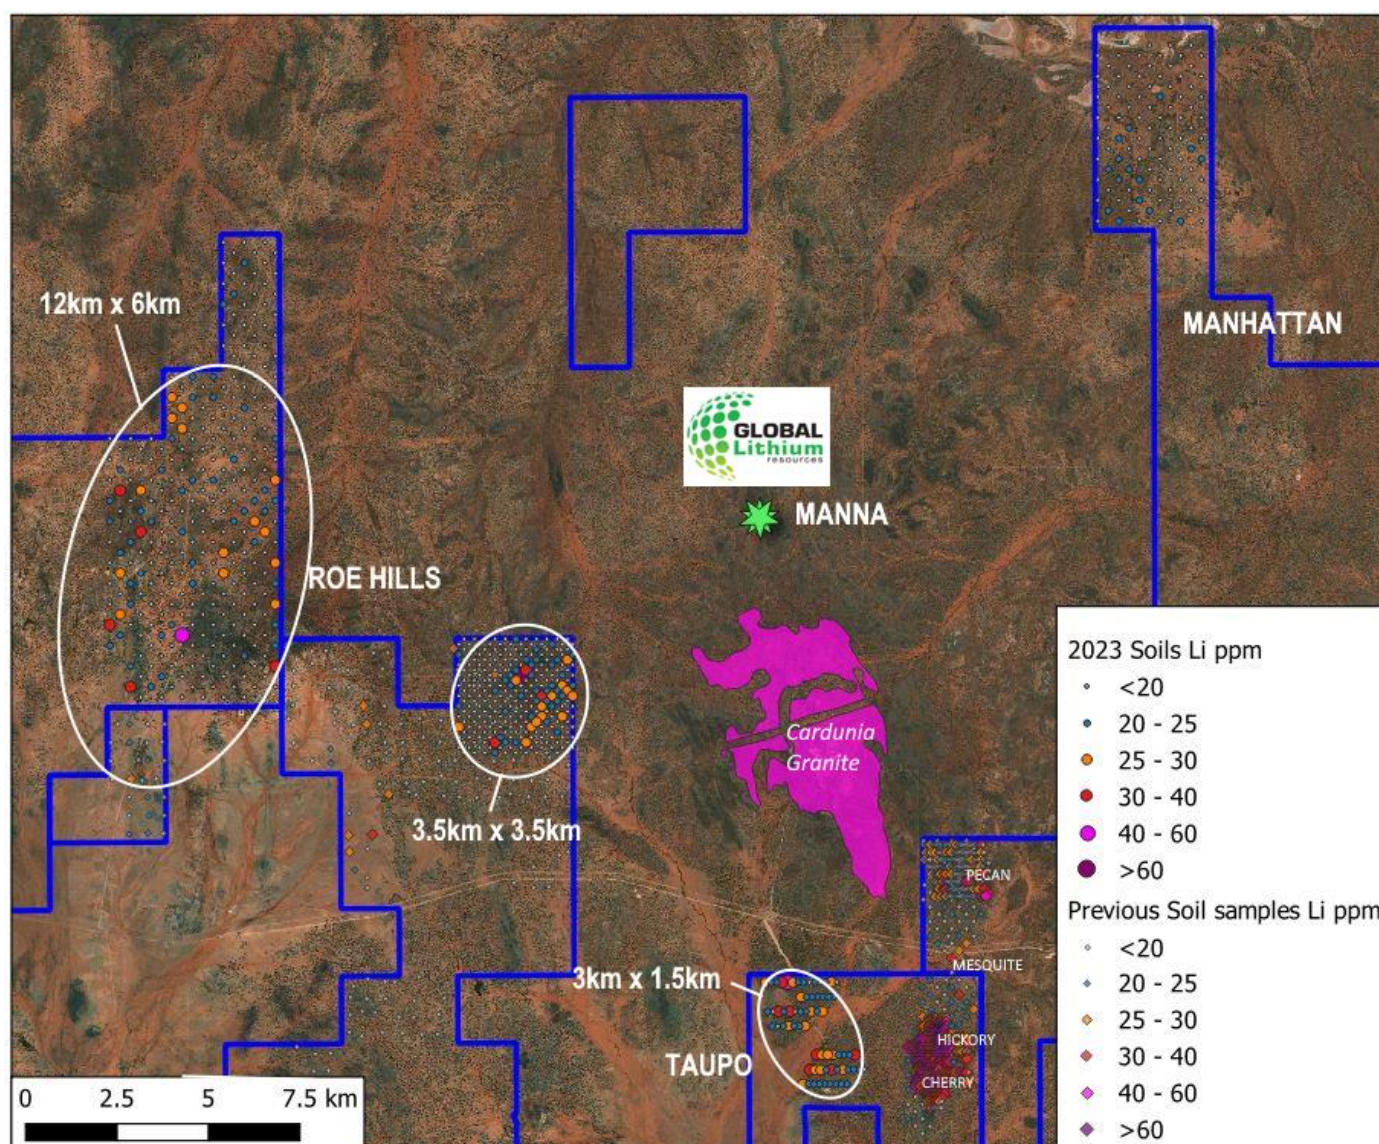 12km x 6km
MANHATTAN
GLOBAL
Lithium
resources
MANNA
ROE HILLS
Cardunia
Granite
3.5km x 3.5km
PECAN
MESQUITE
3km x 1.5km
HICKORY
TAUPO
CHERRY
2023 Soils Li ppm
<20
20 - 25
25 - 30
30 - 40
40 - 60
>60
Previous Soil samples Li ppm
<20
20 - 25
25 - 30
30 - 40
40 - 60
>60
0 2.5 5 7.5 km